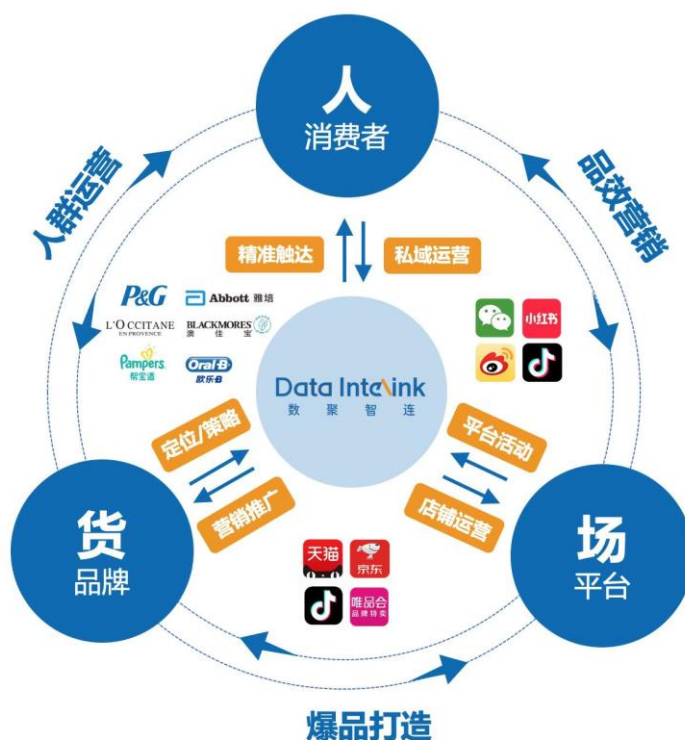 人
消费者
人群运营
品效营销
精准触达
私域运营
P&G
Abbott 雅培
L'OCCITANE
EN PROVENCE
BLACKMORES
澳佳宝
Pampers
帮宝适
Oral-B
欧乐B
小红书
Data Intelink
数聚智连
定位/策略
营销推广
平台活动
店铺运营
货
品牌
场
平台
天猫
京东
唯品会
品牌特卖
爆品打造